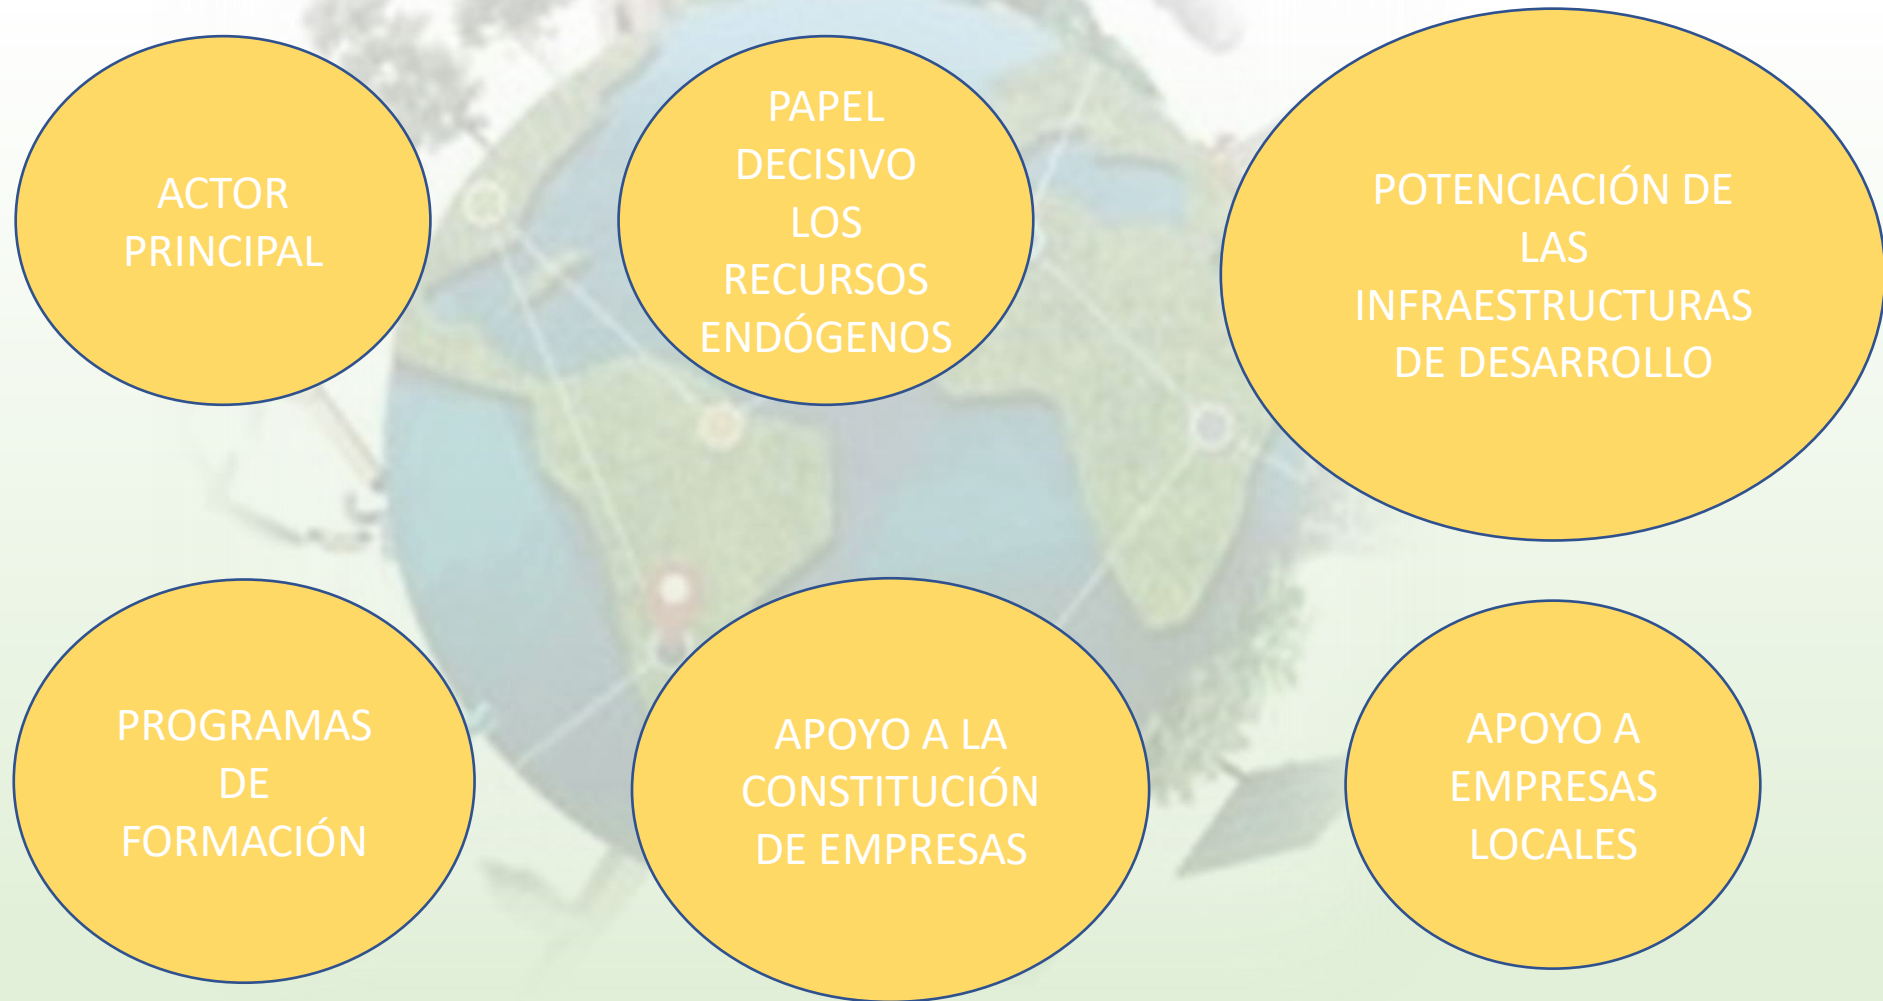 ACTOR
PRINCIPAL
PAPEL
DECISIVO
LOS
RECURSOS
ENDÓGENOS
POTENCIACIÓN DE
LAS
INFRAESTRUCTURAS
DE DESARROLLO
PROGRAMAS
DE
FORMACIÓN
APOYO A LA
CONSTITUCIÓN
DE EMPRESAS
APOYO A
EMPRESAS
LOCALES